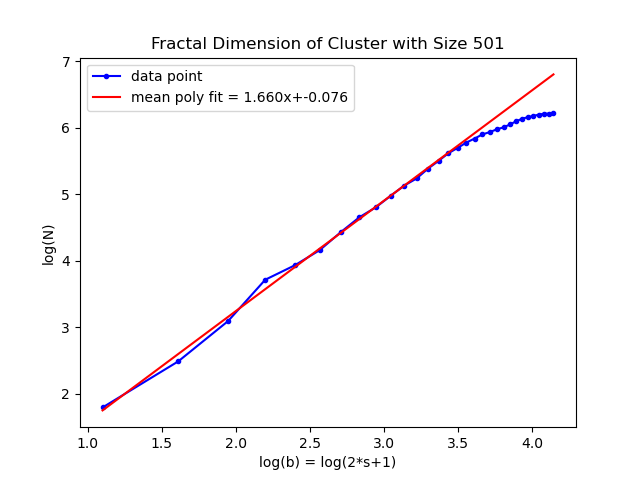 Fractal Dimension of Cluster with Size 501
data point
mean poly fit = 1.660x+-0.076
log(N)
7
6
5
4
3
2
1.0 1.5 2.0 2.5 3.0 3.5 4.0
log(b) = log(2*s+1)